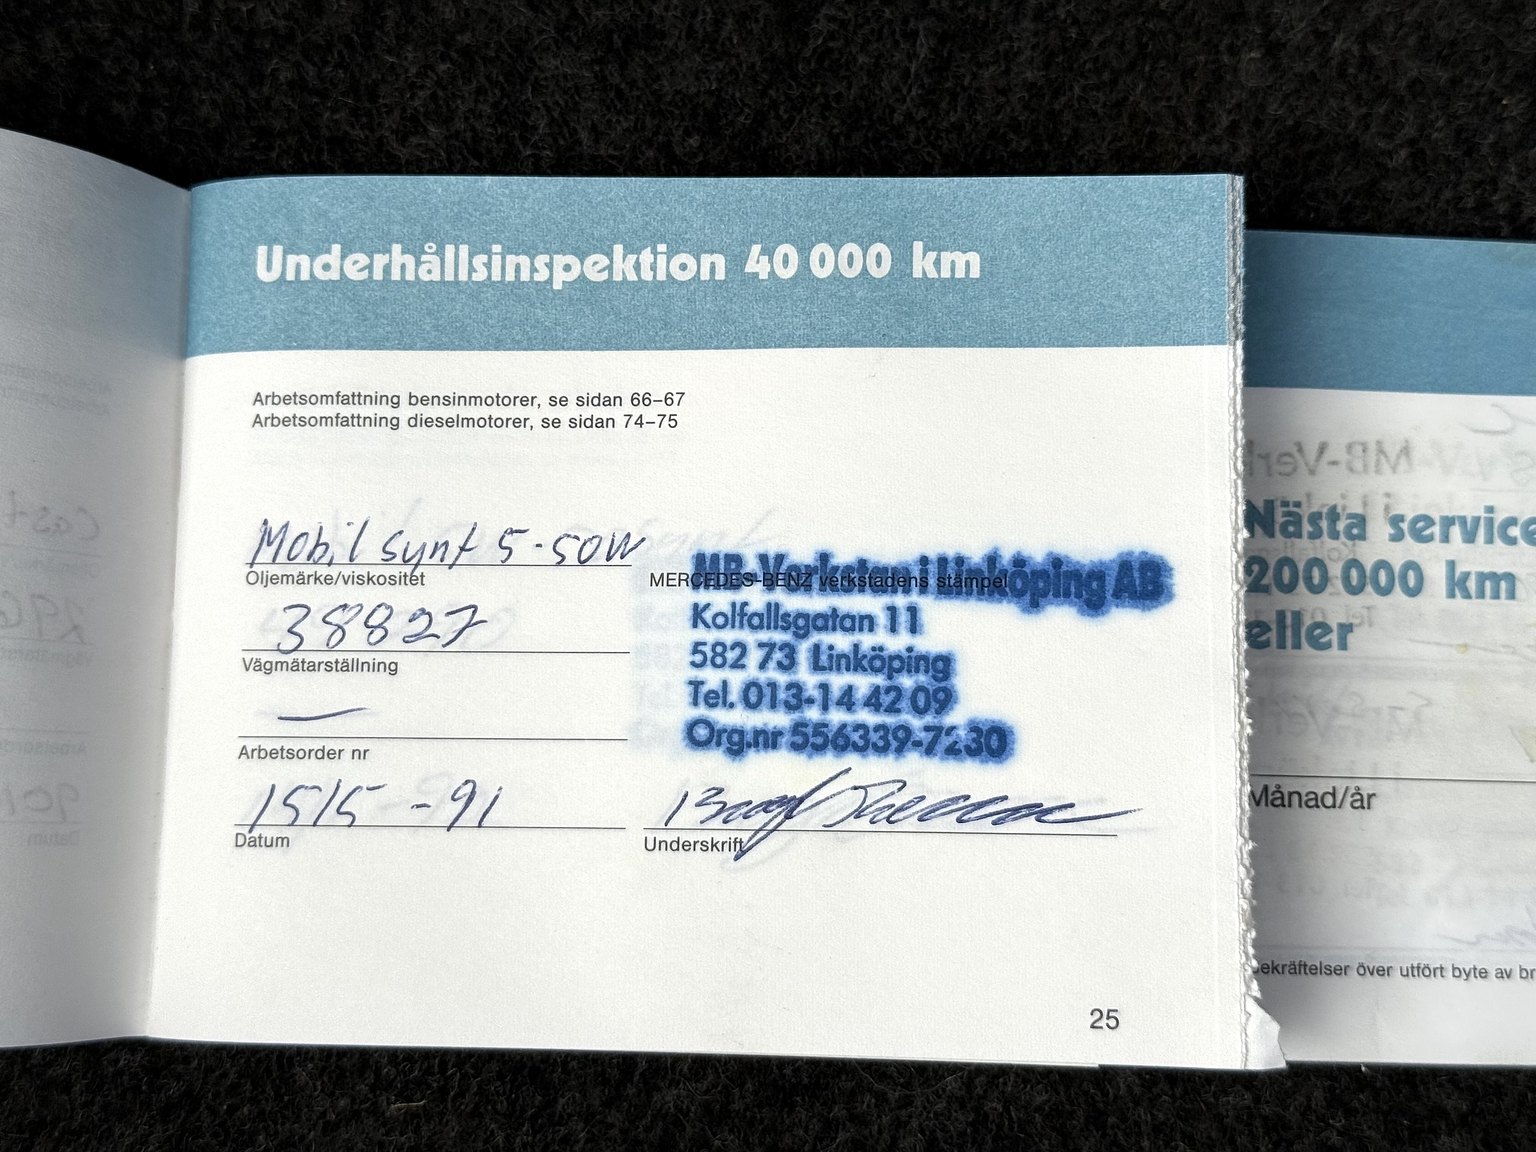 Underhållsinspektion 40 000 km
Arbetsomfattning bensinmotorer, se sidan 66–67
Arbetsomfattning dieselmotorer, se sidan 74–75
Mobil synt 5-50W
Oljemärke/viskositet
38827
Vägmätarställning
—
Arbetsorder nr
15/5 -91
Datum
MERCEDES-BENZ verkstadens stämpel
MB-Verkstan i Linköping AB
Kolfallsgatan 11
582 73 Linköping
Tel. 013-14 42 09
Org.nr 556339-7230
Underskrift
25
Nästa service
200 000 km
eller
Månad/år
över utfört byte av